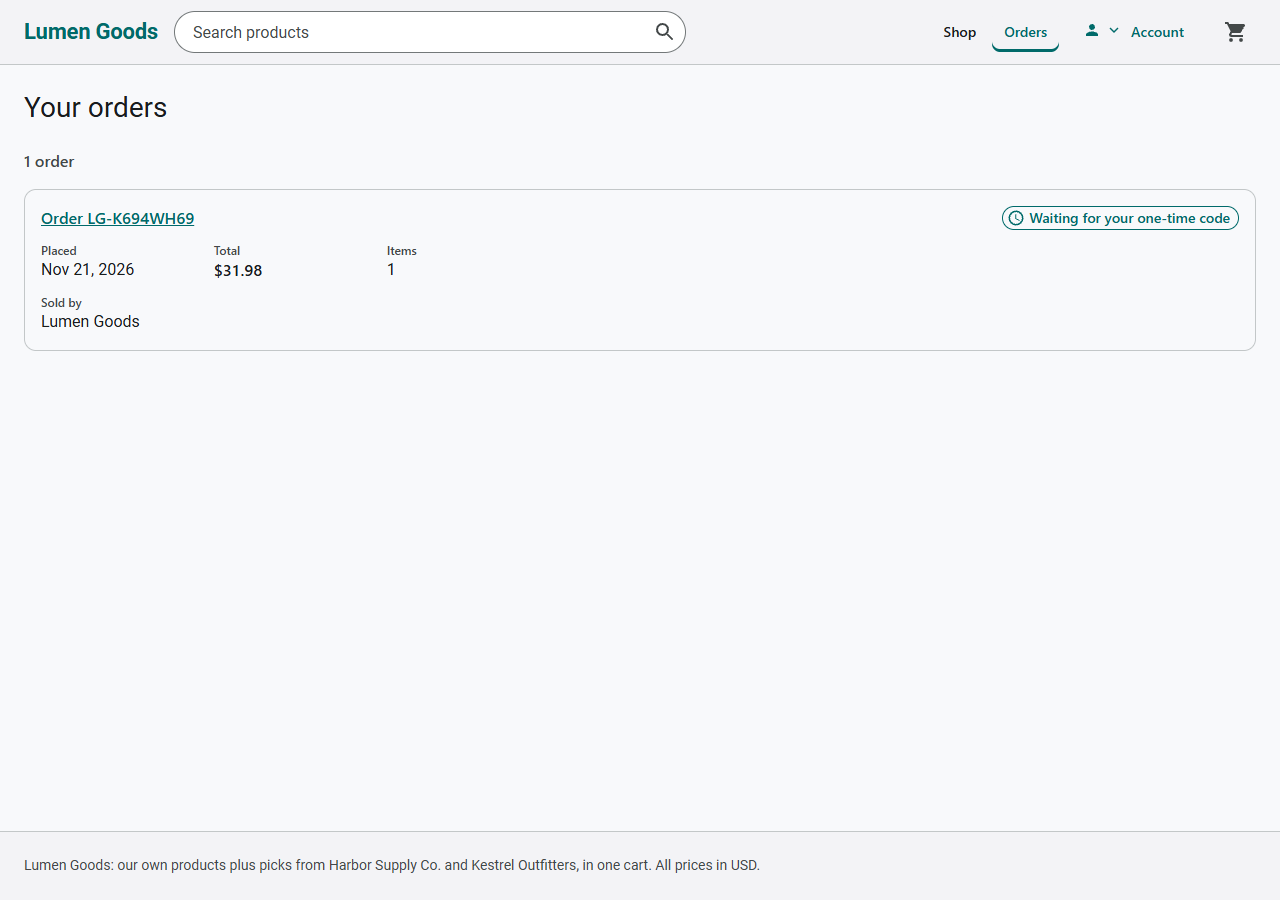 Lumen Goods
Search products
Shop
Orders
Account
Your orders
1 order
Order LG-K694WH69
Waiting for your one-time code
Placed
Total
Items
Nov 21, 2026
$31.98
1
Sold by
Lumen Goods
Lumen Goods: our own products plus picks from Harbor Supply Co. and Kestrel Outfitters, in one cart. All prices in USD.